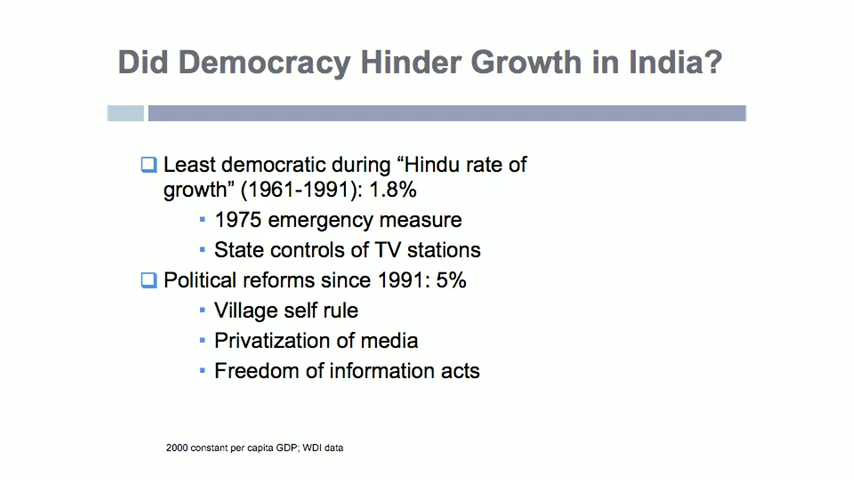 Did Democracy Hinder Growth in India?
Least democratic during “Hindu rate of
growth” (1961-1991): 1.8%
1975 emergency measure
State controls of TV stations
Political reforms since 1991: 5%
Village self rule
Privatization of media
Freedom of information acts
2000 constant per capita GDP; WDI data